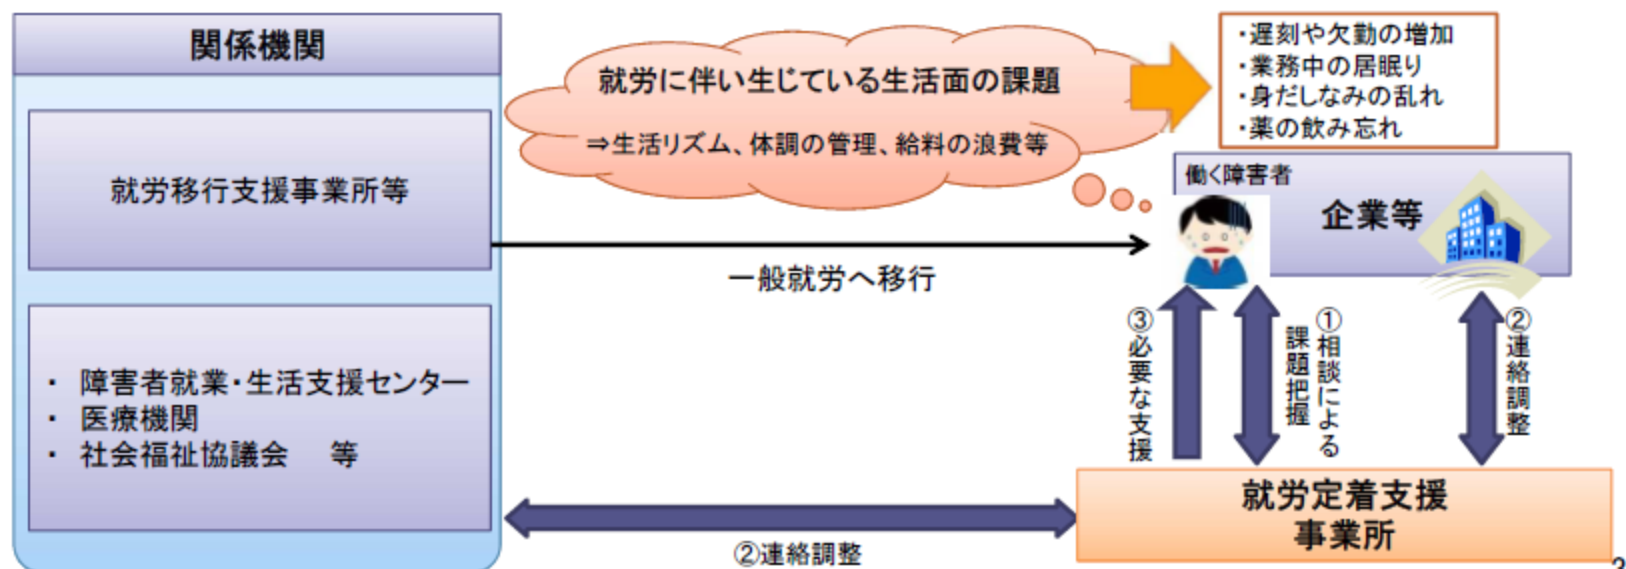 関係機関
就労移行支援事業所等
・ 障害者就業・生活支援センター
・ 医療機関
・ 社会福祉協議会 等
就労に伴い生じている生活面の課題
⇒生活リズム、体調の管理、給料の浪費等
・遅刻や欠勤の増加
・業務中の居眠り
・身だしなみの乱れ
・薬の飲み忘れ
働く障害者
企業等
一般就労へ移行
③必要な支援
①相談による
課題把握
②連絡調整
②連絡調整
就労定着支援
事業所